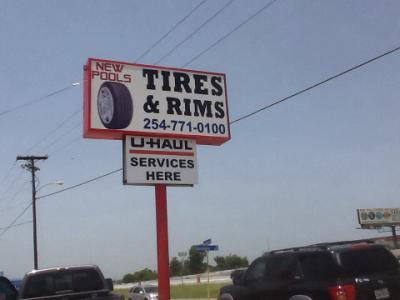 NEW
POOLS
TIRES
& RIMS
254-771-0100
U-HAUL
SERVICES
HERE